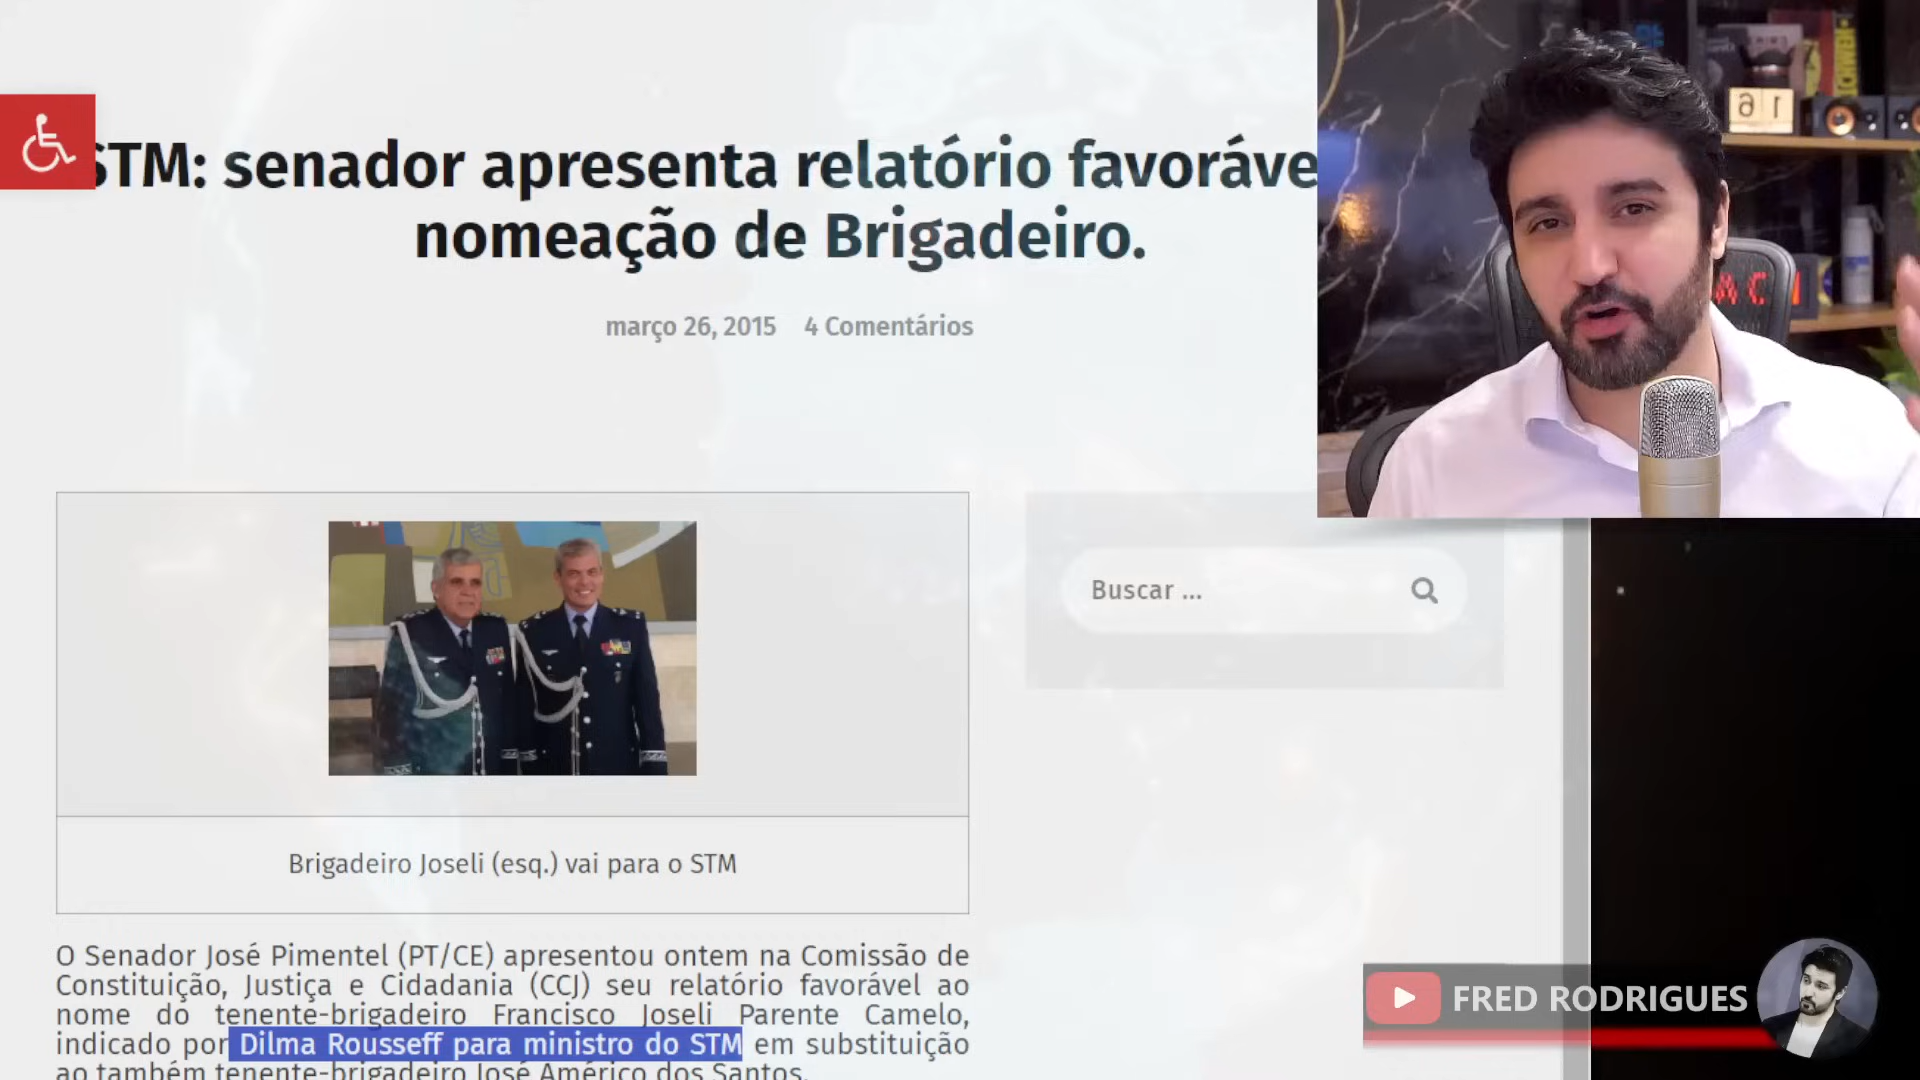 STM: senador apresenta relatório favoráve
nomeação de Brigadeiro.
março 26, 2015 4 Comentários
Buscar ...
Brigadeiro Joseli (esq.) vai para o STM
O Senador José Pimentel (PT/CE) apresentou ontem na Comissão de
Constituição, Justiça e Cidadania (CCJ) seu relatório favorável ao
nome do tenente-brigadeiro Francisco Joseli Parente Camelo,
indicado por Dilma Rousseff para ministro do STM em substituição
ao também tenente-brigadeiro José Américo dos Santos.
FRED RODRIGUES